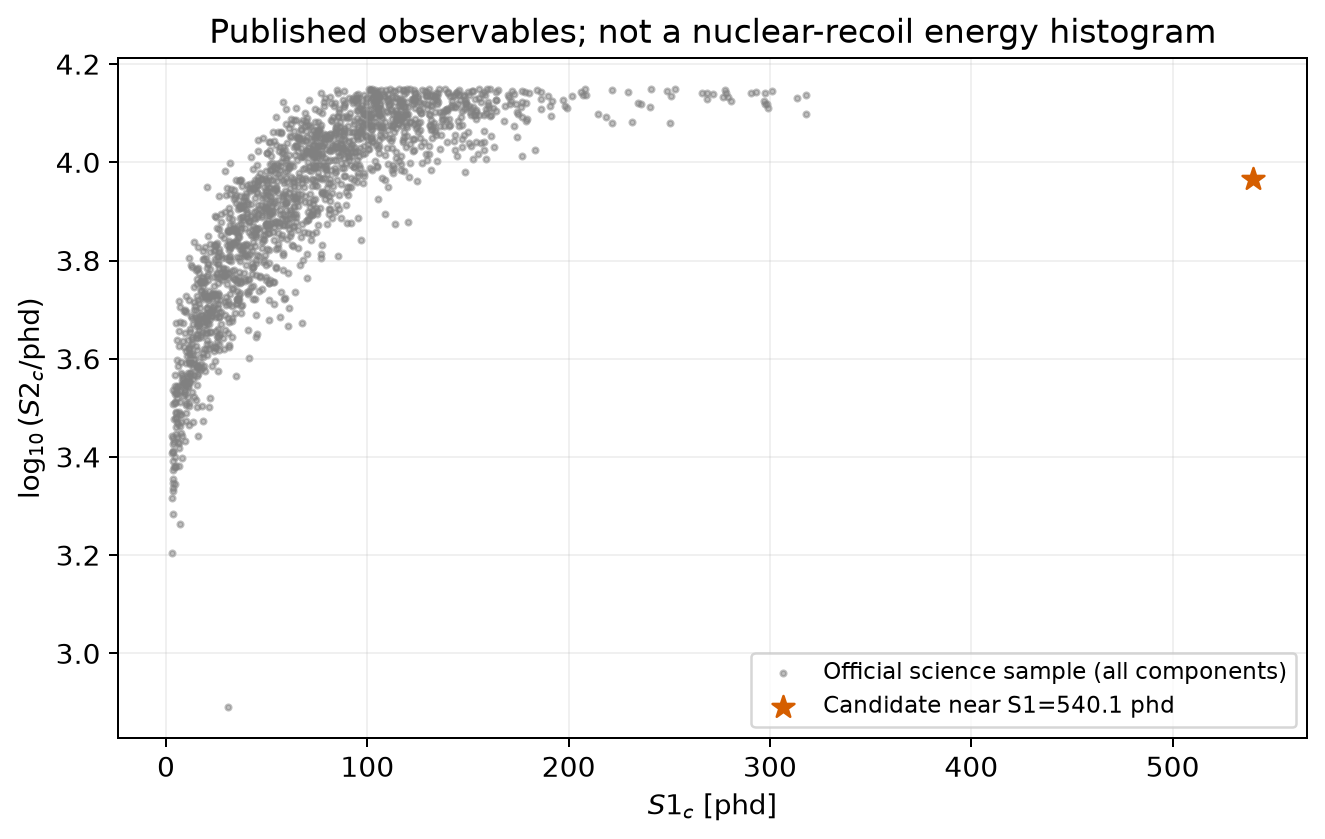 Published observables; not a nuclear-recoil energy histogram
log₁₀(S2c/phd)
4.2
4.0
3.8
3.6
3.4
3.2
3.0
0 100 200 300 400 500
S1c [phd]
Official science sample (all components)
Candidate near S1=540.1 phd